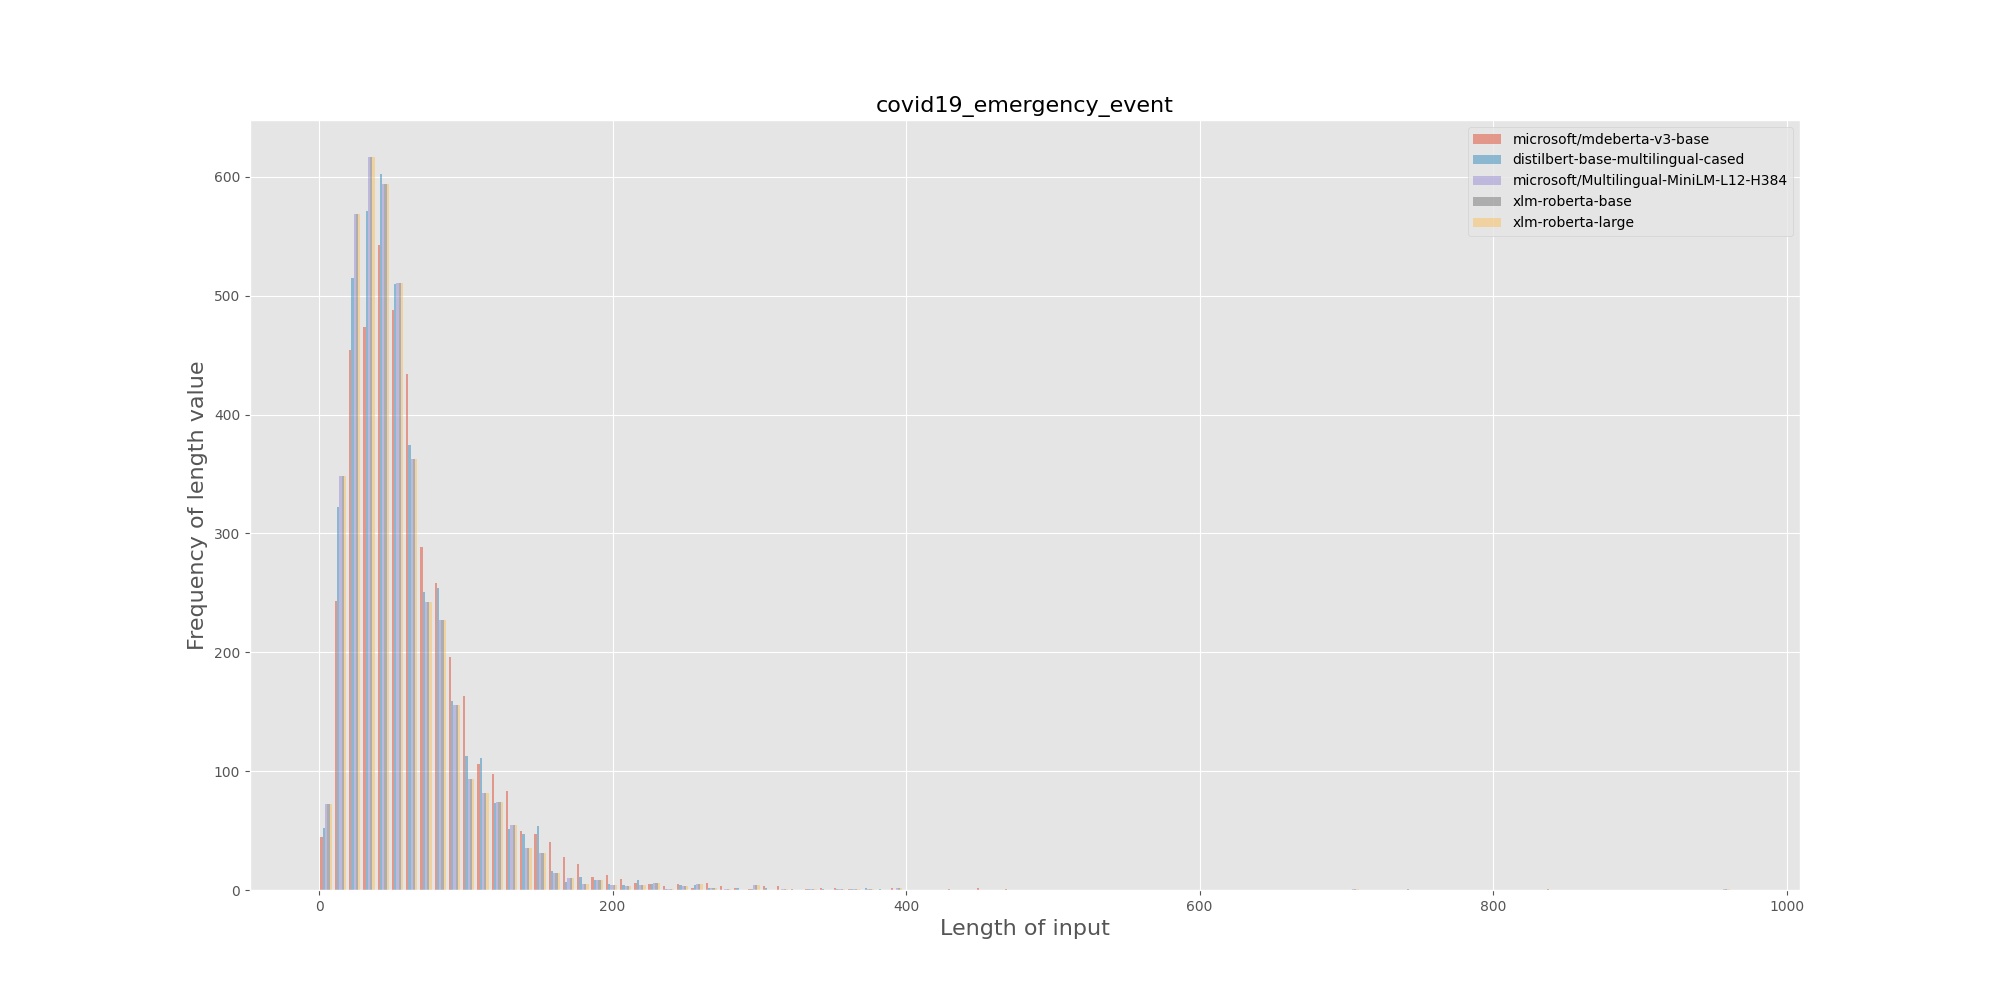 covid19_emergency_event
microsoft/mdeberta-v3-base
distilbert-base-multilingual-cased
microsoft/Multilingual-MiniLM-L12-H384
xlm-roberta-base
xlm-roberta-large
Frequency of length value
600
500
400
300
200
100
0
0 200 400 600 800 1000
Length of input